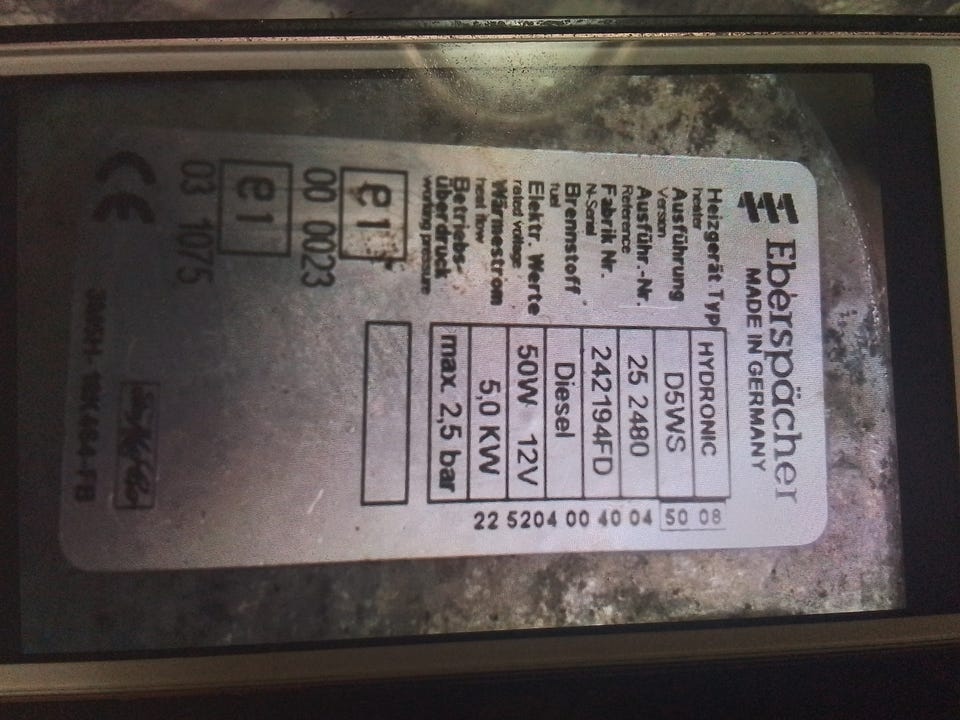 Eberspächer
MADE IN GERMANY
Heizgerät Typ HYDRONIC 50 08
heater
Ausführung D5WS
Version
Ausführ.-Nr. 25 2480 04
Reference
Fabrik Nr. 242194FD 40
N-Serial
Brennstoff Diesel 00
fuel
Elektr. Werte 50W 12V 5204
rated voltage
Wärmestrom 5,0 KW 22
heat flow
Betriebs- max. 2,5 bar
überdruck
working pressure
e1
00 0023
e1
03 1075
CE